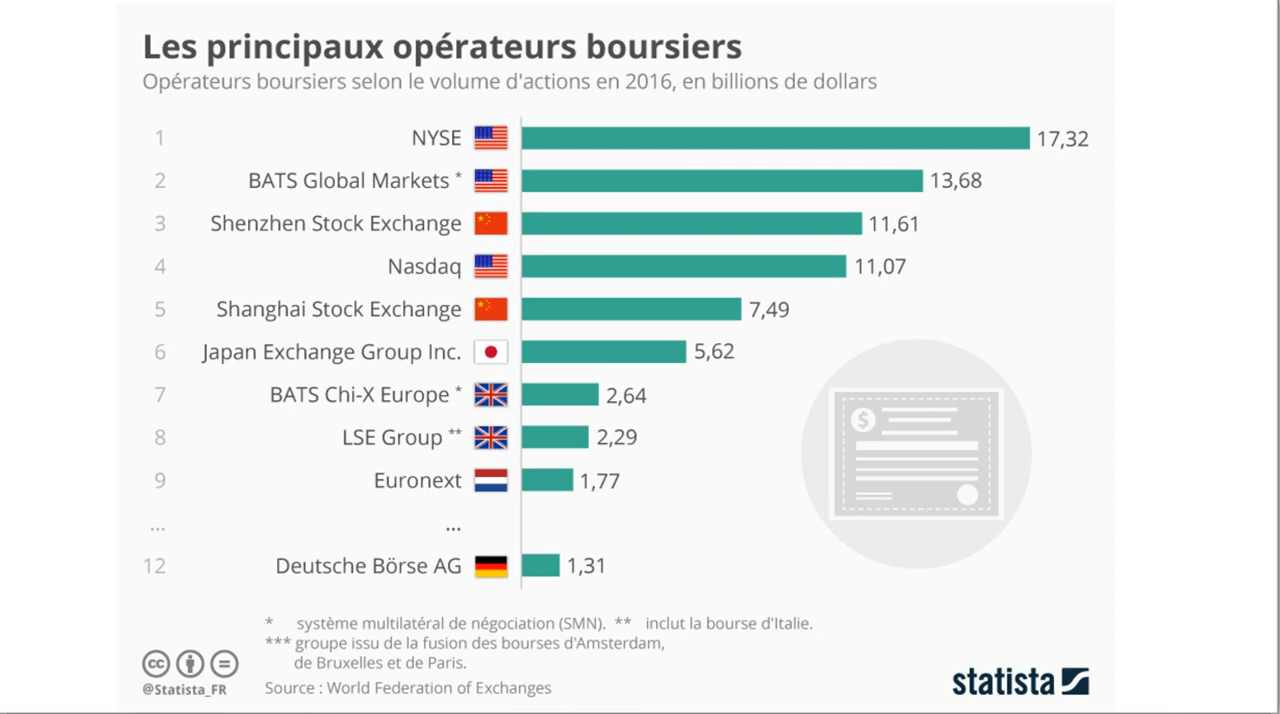 Les principaux opérateurs boursiers
Opérateurs boursiers selon le volume d'actions en 2016, en billions de dollars
1 NYSE 17,32
2 BATS Global Markets * 13,68
3 Shenzhen Stock Exchange 11,61
4 Nasdaq 11,07
5 Shanghai Stock Exchange 7,49
6 Japan Exchange Group Inc. 5,62
7 BATS Chi-X Europe * 2,64
8 LSE Group ** 2,29
9 Euronext 1,77
... ...
12 Deutsche Börse AG 1,31
$
* système multilatéral de négociation (SMN). ** inclut la bourse d'Italie.
*** groupe issu de la fusion des bourses d'Amsterdam,
de Bruxelles et de Paris.
cc =
@Statista_FR
Source : World Federation of Exchanges
statista